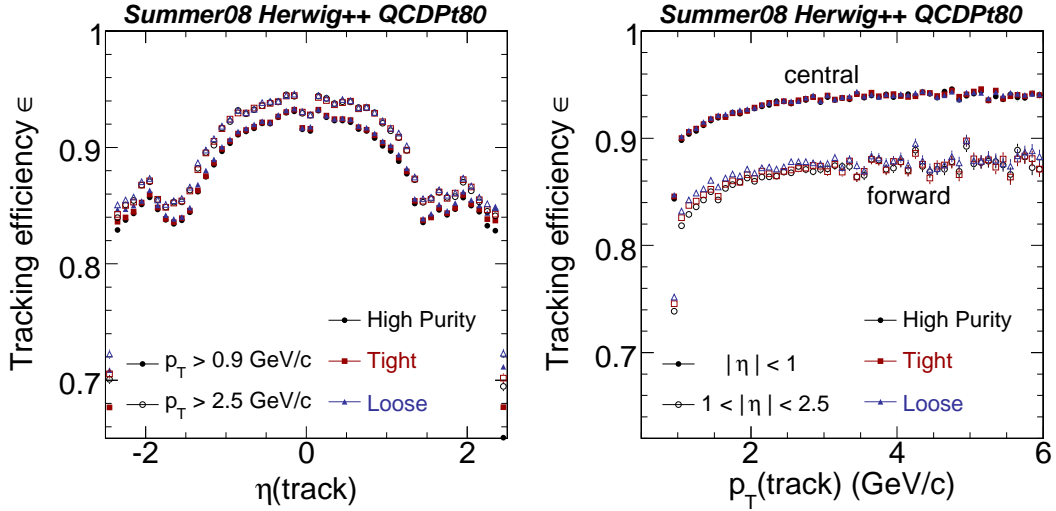 Summer08 Herwig++ QCDPt80
Tracking efficiency ∈
1
0.9
0.8
0.7
High Purity
p_T > 0.9 GeV/c
Tight
p_T > 2.5 GeV/c
Loose
-2
0
2
η(track)
Summer08 Herwig++ QCDPt80
Tracking efficiency ∈
1
central
0.9
forward
0.8
0.7
High Purity
| η | < 1
Tight
1 < | η | < 2.5
Loose
2
4
6
p_T(track) (GeV/c)